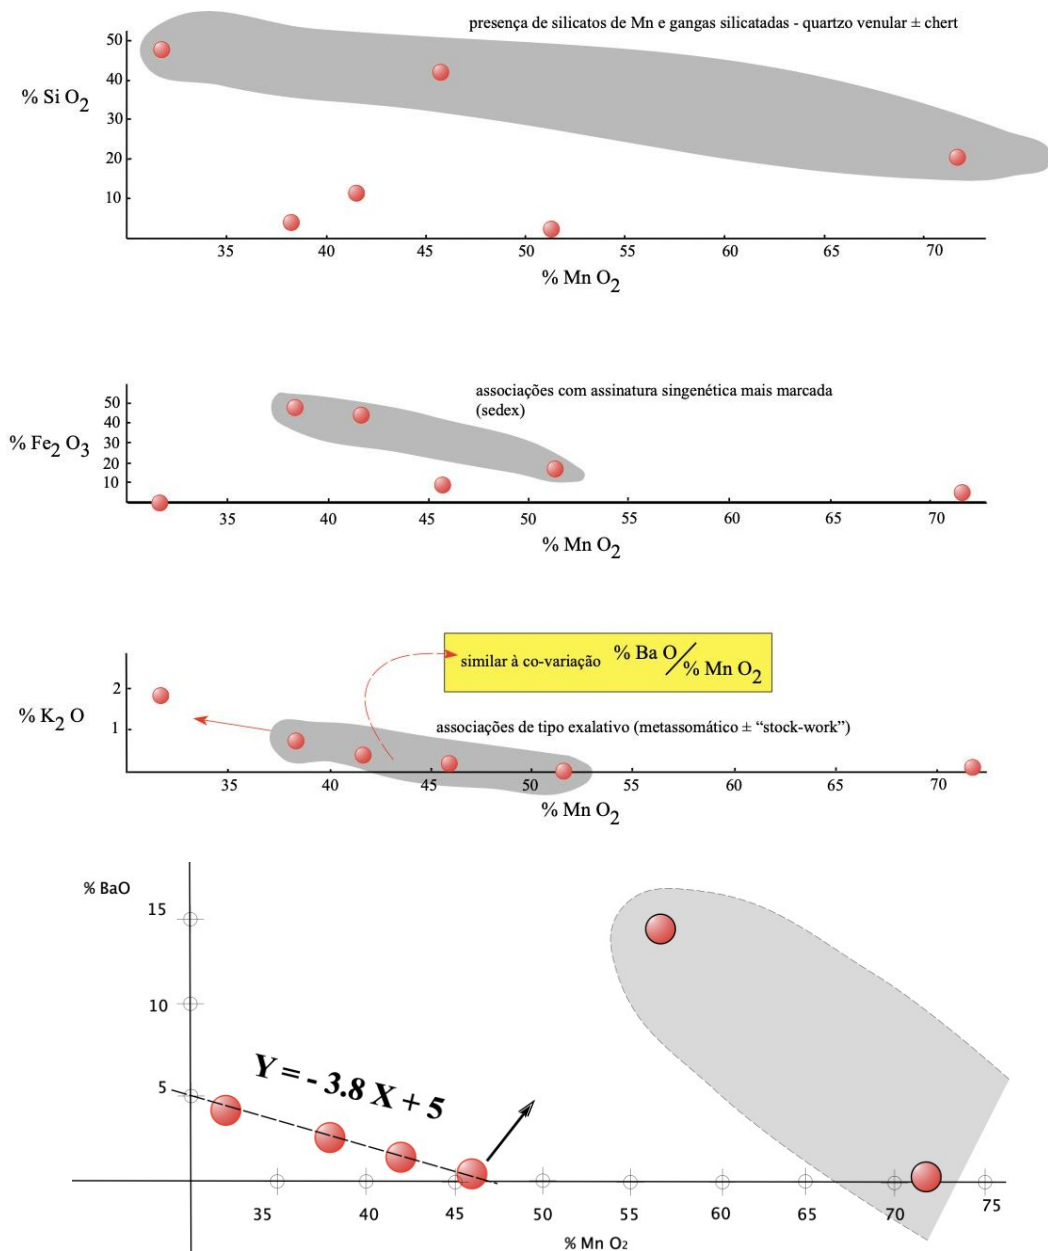 presença de silicatos de Mn e gangas silicatadas - quartzo venular ± chert
50
40
% Si O2
30
20
10
35 40 45 50 55 60 65 70
% Mn O2
associações com assinatura singenética mais marcada
(sedex)
50
40
% Fe2 O3
30
20
10
35 40 45 50 55 60 65 70
% Mn O2
similar à co-variação % Ba O/% Mn O2
2
% K2 O
1
associações de tipo exalativo (metassomático ± “stock-work”)
35 40 45 50 55 60 65 70
% Mn O2
% BaO
15
10
5
Y = - 3.8 X + 5
35 40 46 50 55 60 65 70 75
% Mn O2